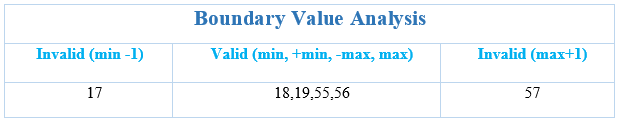 Boundary Value Analysis
Invalid (min -1) Valid (min, +min, -max, max) Invalid (max+1)
17 18,19,55,56 57